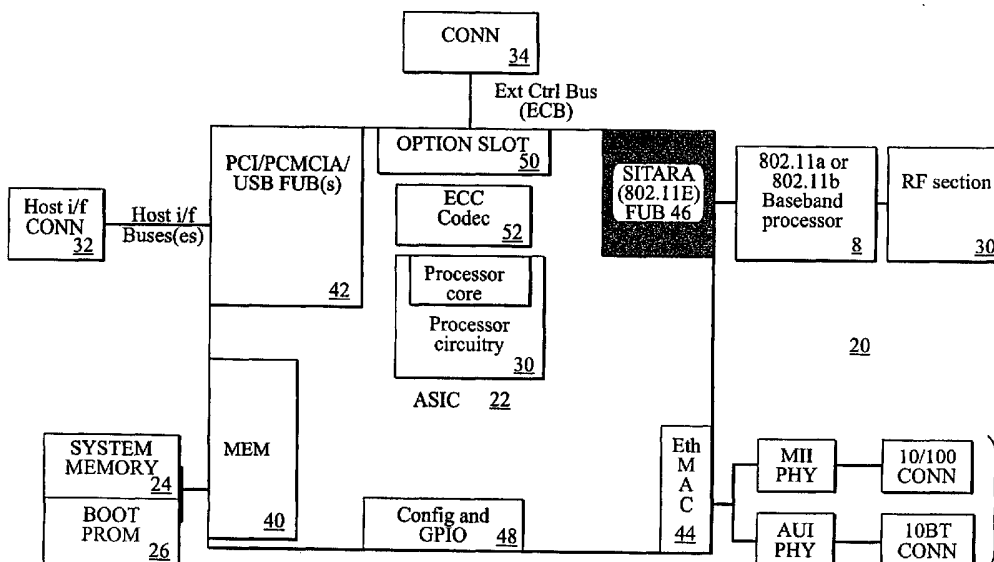 CONN
34
Ext Ctrl Bus
(ECB)
PCI/PCMCIA/
USB FUB(s)
42
OPTION SLOT
50
ECC
Codec
52
SITARA
(802.11E)
FUB 46
802.11a or
802.11b
Baseband
processor
8
RF section
30
Host i/f
CONN
32
Host i/f
Buses(es)
Processor
core
Processor
circuitry
30
ASIC 22
20
SYSTEM
MEMORY
24
BOOT
PROM
26
MEM
40
Config and
GPIO 48
Eth
M
A
C
44
MII
PHY
10/100
CONN
AUI
PHY
10BT
CONN